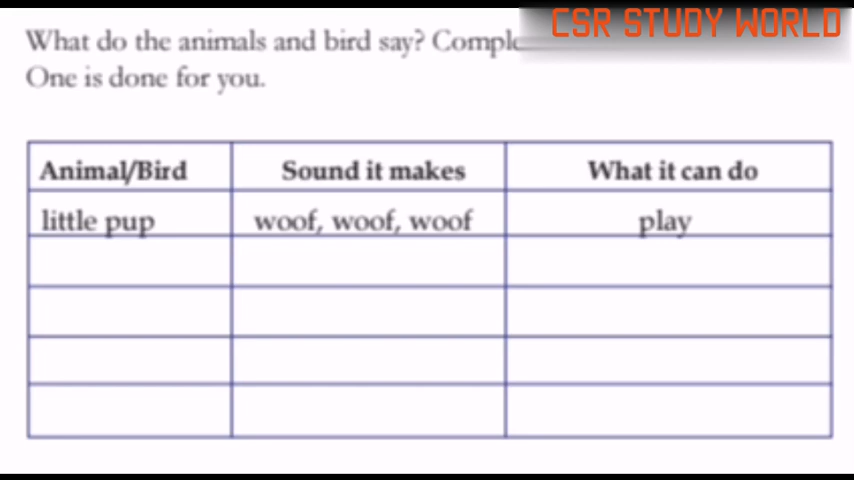 CSR STUDY WORLD
What do the animals and bird say?
One is done for you.
Animal/Bird Sound it makes What it can do
little pup woof, woof, woof play